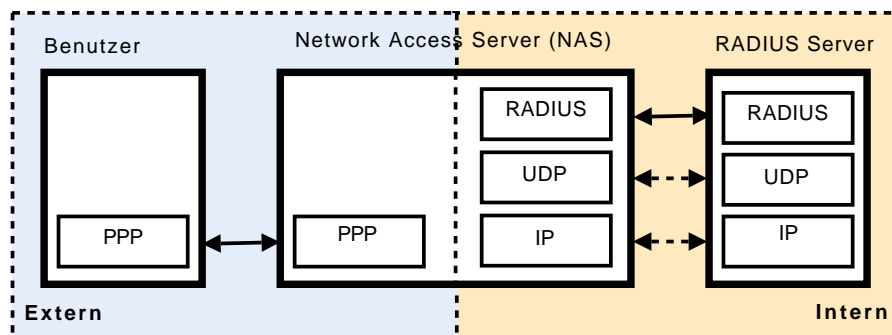 Benutzer
Network Access Server (NAS)
RADIUS Server
RADIUS
RADIUS
UDP
UDP
PPP
PPP
IP
IP
Extern
Intern